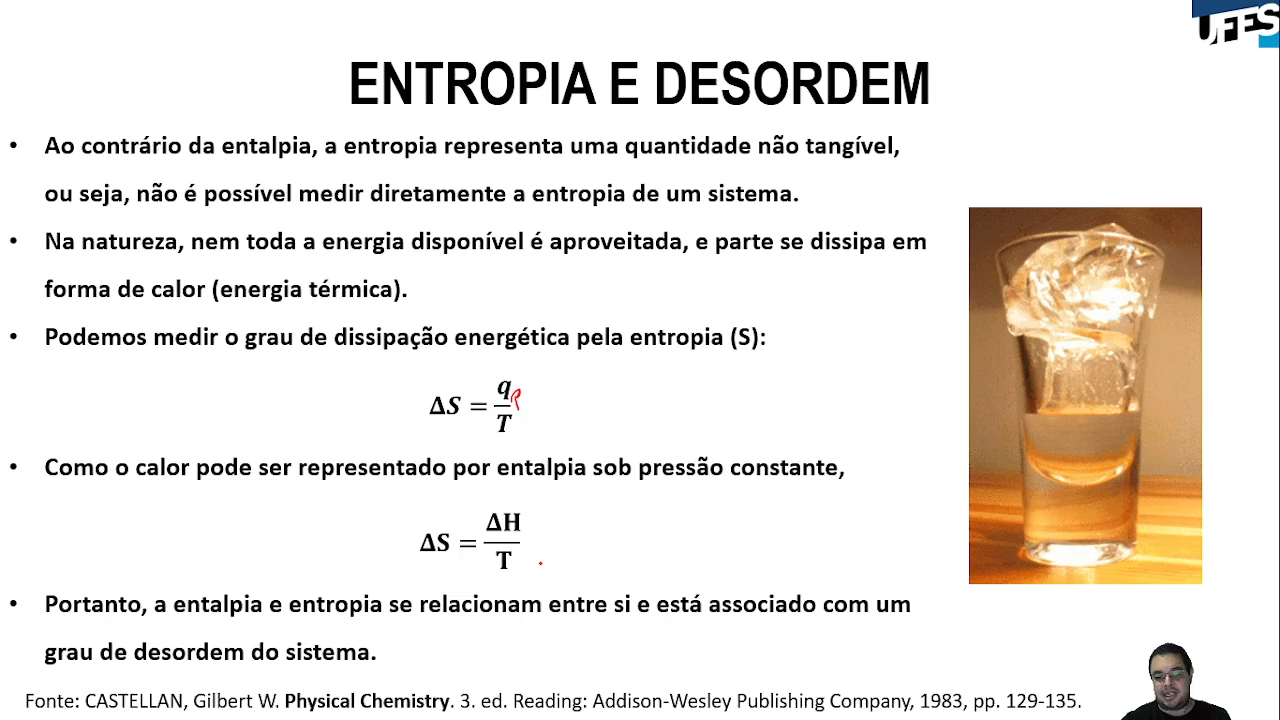 UFES
ENTROPIA E DESORDEM
• Ao contrário da entalpia, a entropia representa uma quantidade não tangível,
ou seja, não é possível medir diretamente a entropia de um sistema.
• Na natureza, nem toda a energia disponível é aproveitada, e parte se dissipa em
forma de calor (energia térmica).
• Podemos medir o grau de dissipação energética pela entropia (S):
ΔS = q/T
• Como o calor pode ser representado por entalpia sob pressão constante,
ΔS = ΔH/T
• Portanto, a entalpia e entropia se relacionam entre si e está associado com um
grau de desordem do sistema.
Fonte: CASTELLAN, Gilbert W. Physical Chemistry. 3. ed. Reading: Addison-Wesley Publishing Company, 1983, pp. 129-135.